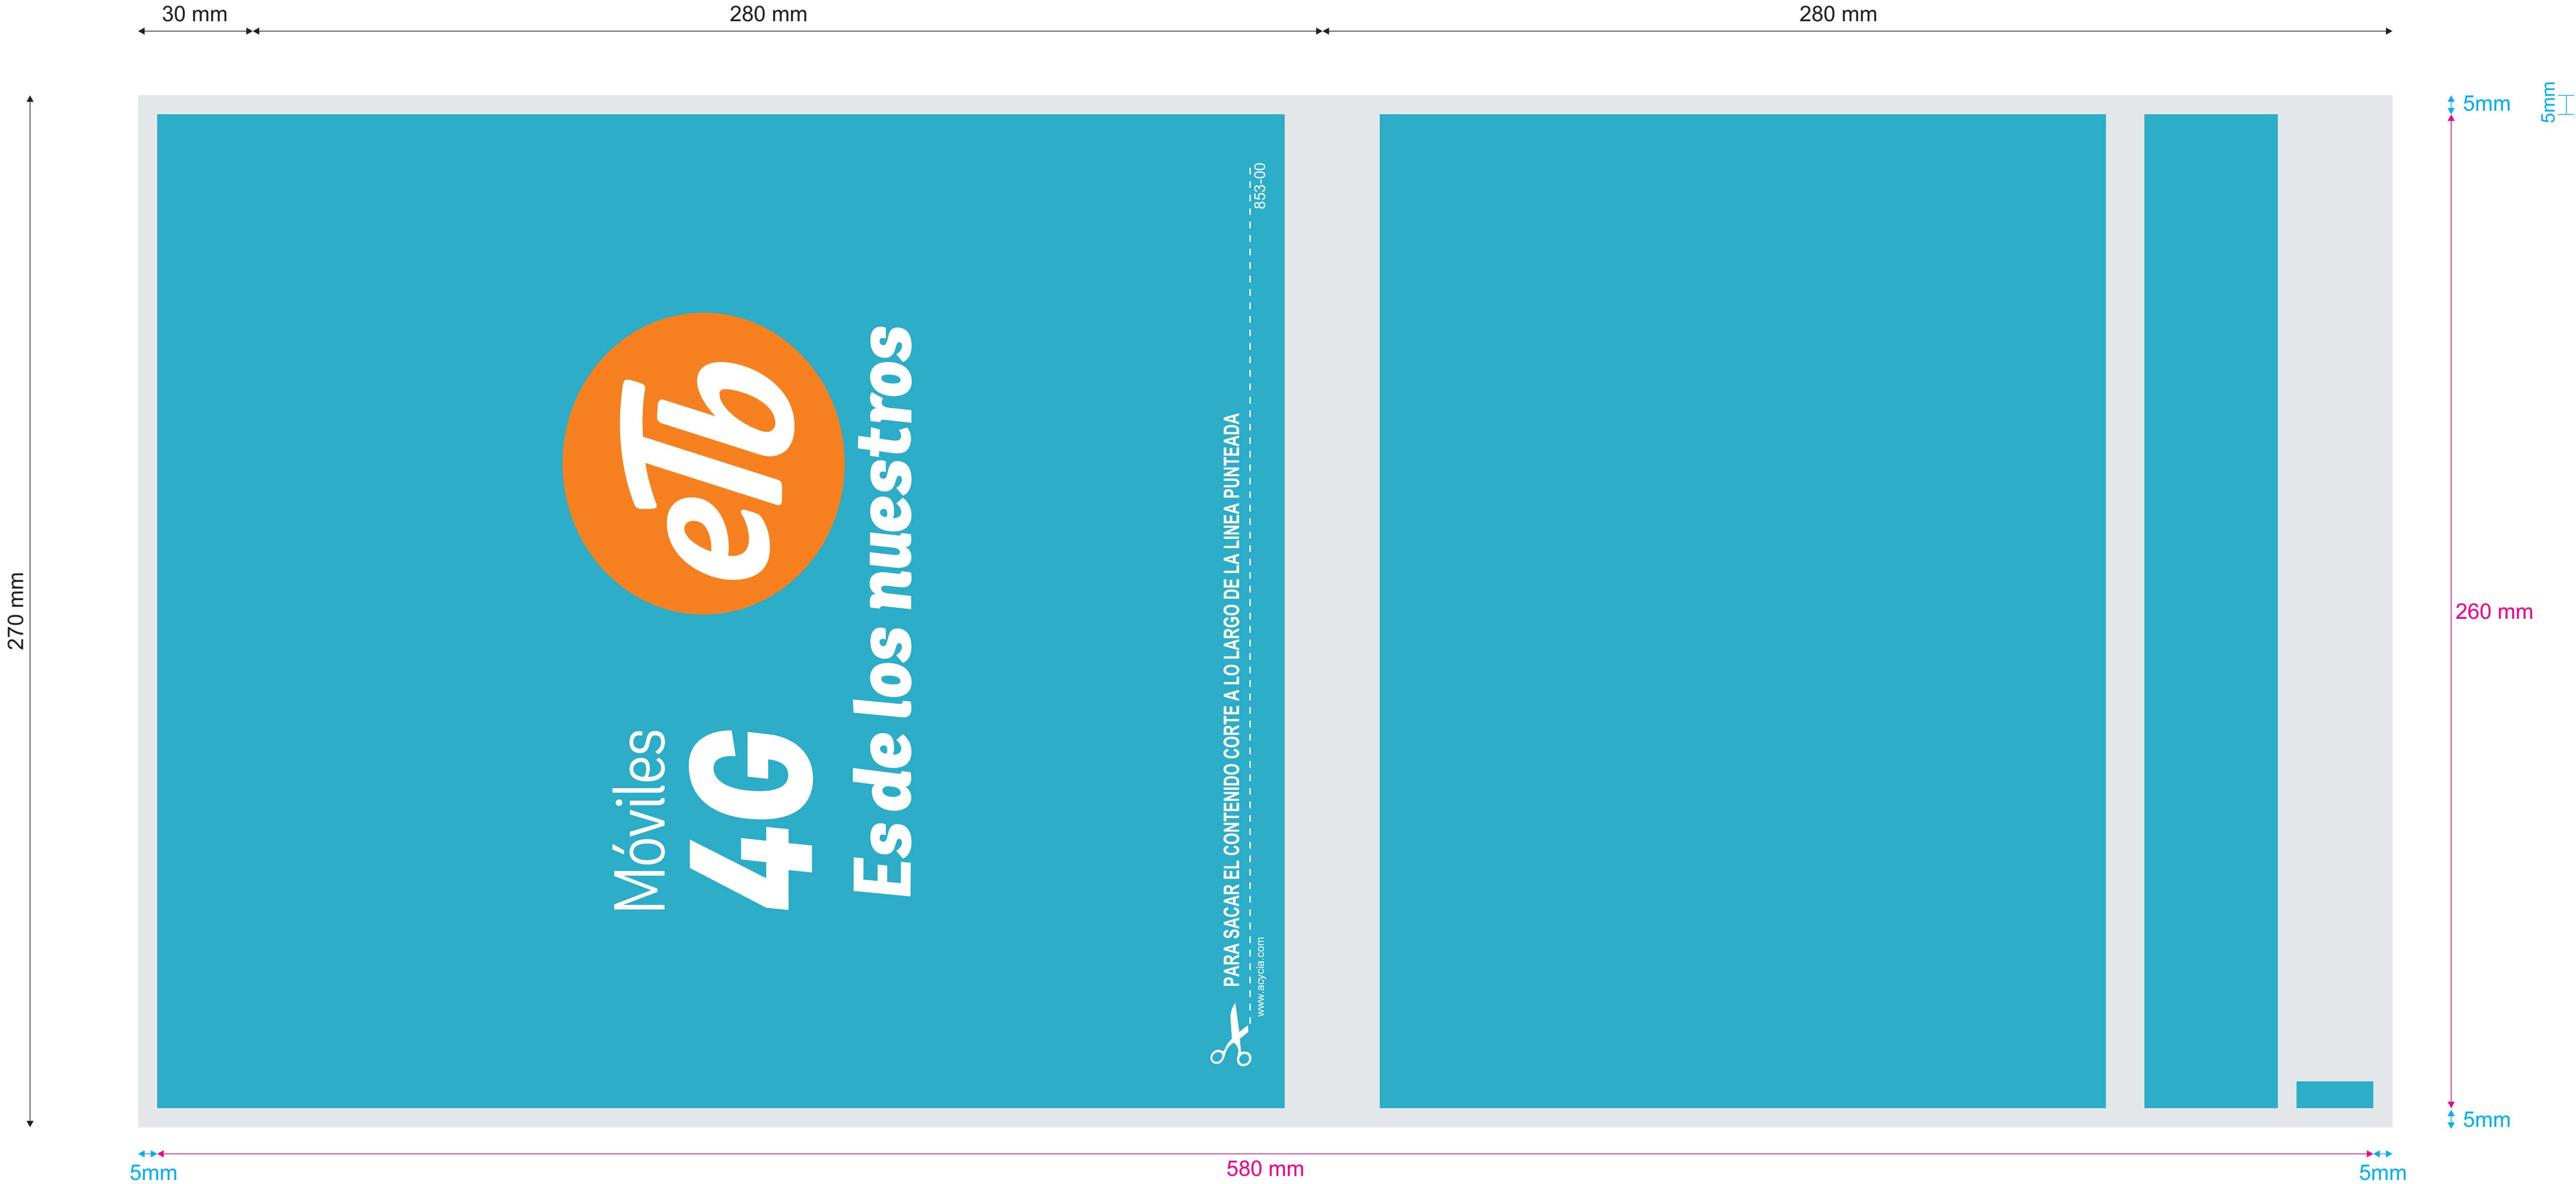 30 mm
280 mm
280 mm
5mm
5mm
270 mm
260 mm
Móviles
4G
eTb
Es de los nuestros
PARA SACAR EL CONTENIDO CORTE A LO LARGO DE LA LINEA PUNTEADA
www.acycia.com
853-00
5mm
5mm
580 mm
5mm